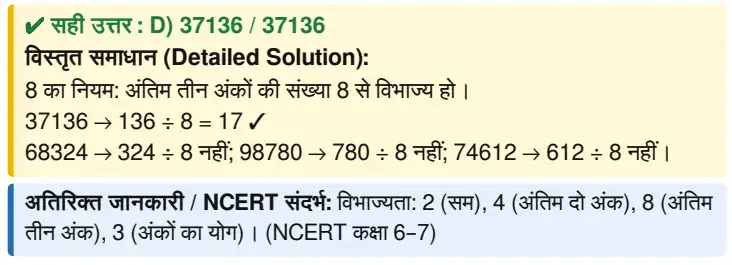 ✔ सही उत्तर : D) 37136 / 37136
विस्तृत समाधान (Detailed Solution):
8 का नियम: अंतिम तीन अंकों की संख्या 8 से विभाज्य हो।
37136 → 136 ÷ 8 = 17 ✓
68324 → 324 ÷ 8 नहीं; 98780 → 780 ÷ 8 नहीं; 74612 → 612 ÷ 8 नहीं।
अतिरिक्त जानकारी / NCERT संदर्भ: विभाज्यता: 2 (सम), 4 (अंतिम दो अंक), 8 (अंतिम
तीन अंक), 3 (अंकों का योग)। (NCERT कक्षा 6–7)